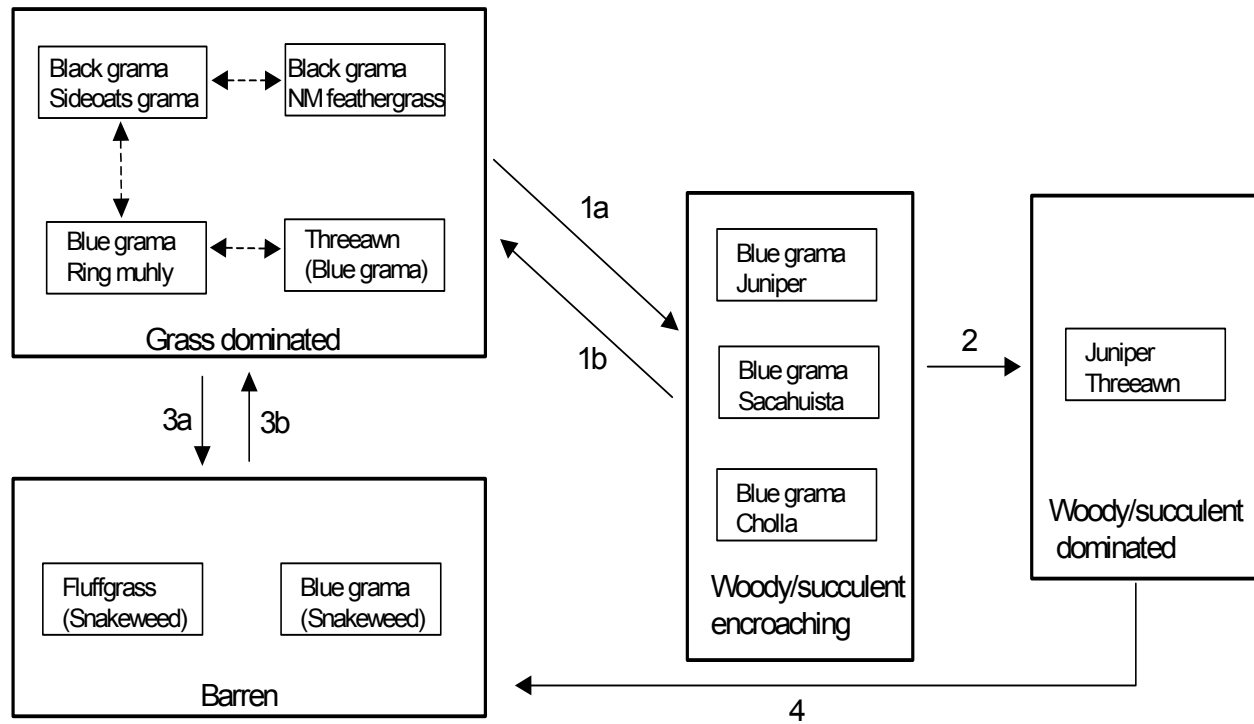 Black grama
Sideoats grama
Black grama
NM feathergrass
Blue grama
Ring muhly
Threeawn
(Blue grama)
Grass dominated
1a
1b
3a
3b
Fluffgrass
(Snakeweed)
Blue grama
(Snakeweed)
Barren
Blue grama
Juniper
Blue grama
Sacahuista
Blue grama
Cholla
Woody/succulent
encroaching
2
Juniper
Threeawn
Woody/succulent
dominated
4